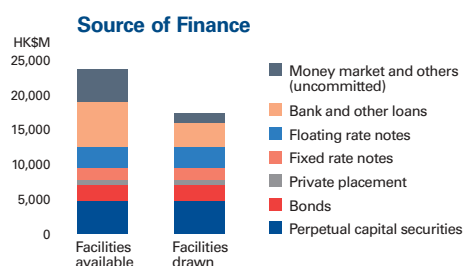 Source of Finance
HK$M
25,000
20,000
15,000
10,000
5,000
0
Facilities
available
Facilities
drawn
Money market and others
(uncommitted)
Bank and other loans
Floating rate notes
Fixed rate notes
Private placement
Bonds
Perpetual capital securities